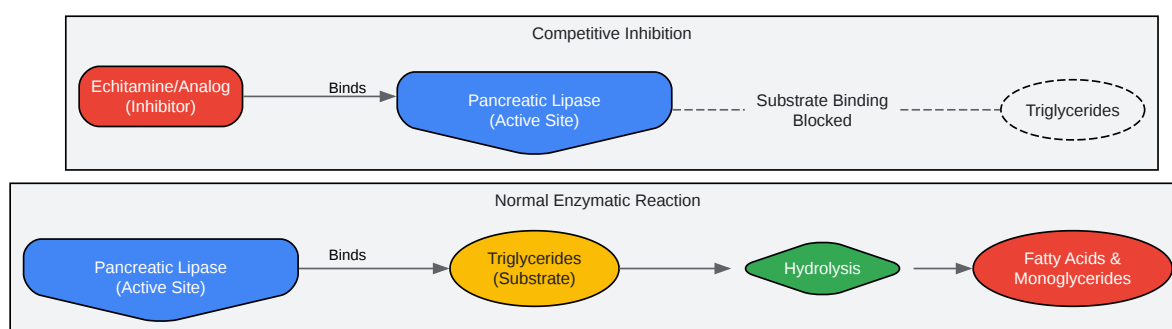 Competitive Inhibition
Echitamine/Analog
(Inhibitor)
Binds
Pancreatic Lipase
(Active Site)
Substrate Binding
Blocked
Triglycerides
Normal Enzymatic Reaction
Pancreatic Lipase
(Active Site)
Binds
Triglycerides
(Substrate)
Hydrolysis
Fatty Acids &
Monoglycerides